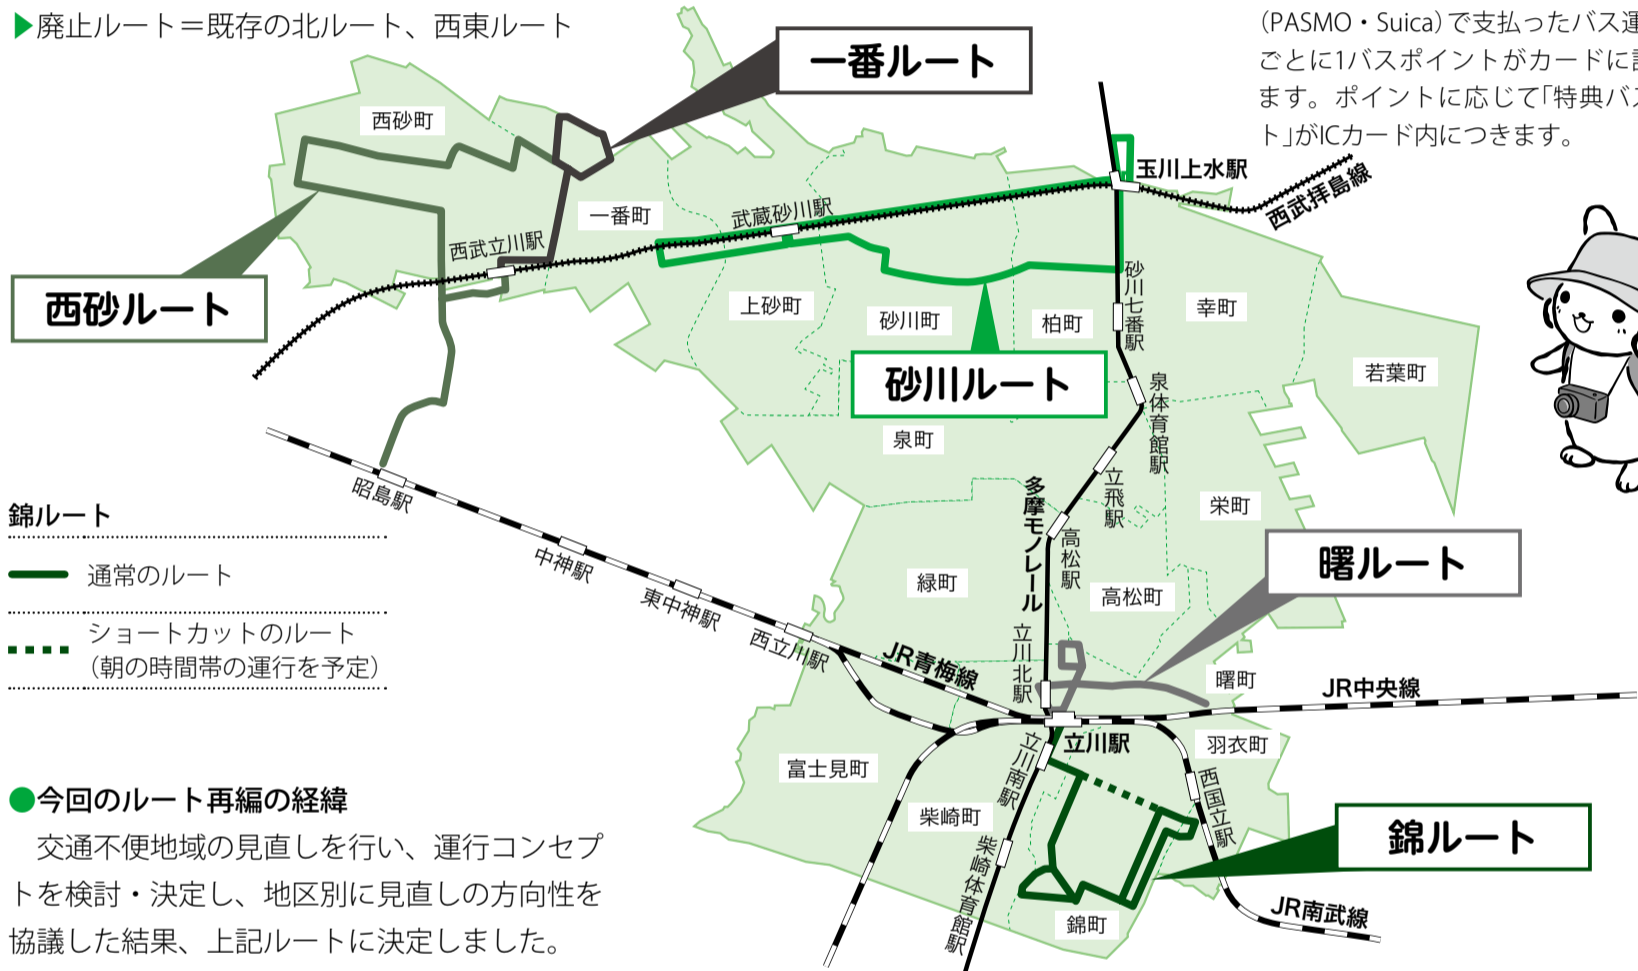 ▶廃止ルート＝既存の北ルート、西東ルート
（PASMO・Suica）で支払ったバス運
ごとに1バスポイントがカードに
ます。ポイントに応じて「特典バス
ト」がICカード内につきます。
一番ルート
西砂町
玉川上水駅
西武拝島線
一番町
武蔵砂川駅
西武立川駅
西砂ルート
上砂町
砂川町
柏町
砂川七番駅
幸町
若葉町
砂川ルート
泉体育館駅
泉町
立飛駅
昭島駅
多摩モノレール
高松駅
栄町
錦ルート
通常のルート
ショートカットのルート
（朝の時間帯の運行を予定）
中神駅
東中神駅
西立川駅
緑町
高松町
曙ルート
JR青梅線
立川北駅
曙町
JR中央線
立川駅
羽衣町
富士見町
立川南駅
西国立駅
柴崎町
柴崎体育館駅
錦ルート
錦町
JR南武線
●今回のルート再編の経緯
交通不便地域の見直しを行い、運行コンセプ
トを検討・決定し、地区別に見直しの方向性を
協議した結果、上記ルートに決定しました。